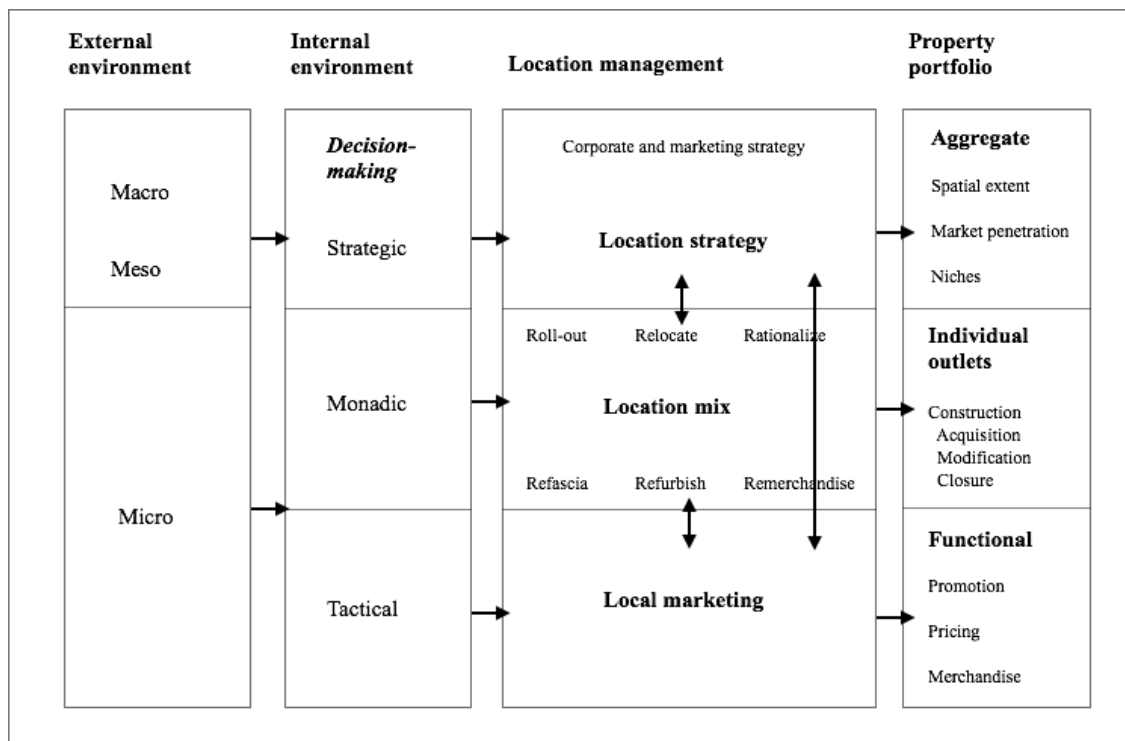 External
environment
Internal
environment
Location management
Property
portfolio
Macro
Meso
Micro
Decision-
making
Strategic
Monadic
Tactical
Corporate and marketing strategy
Location strategy
Roll-out Relocate Rationalize
Location mix
Refascia Refurbish Remerchandise
Local marketing
Aggregate
Spatial extent
Market penetration
Niches
Individual
outlets
Construction
Acquisition
Modification
Closure
Functional
Promotion
Pricing
Merchandise